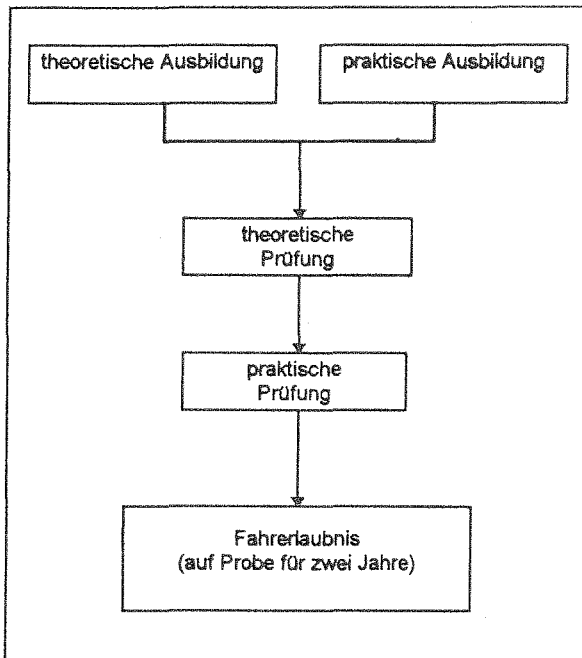 theoretische Ausbildung
praktische Ausbildung
theoretische
Prüfung
praktische
Prüfung
Fahrerlaubnis
(auf Probe für zwei Jahre)